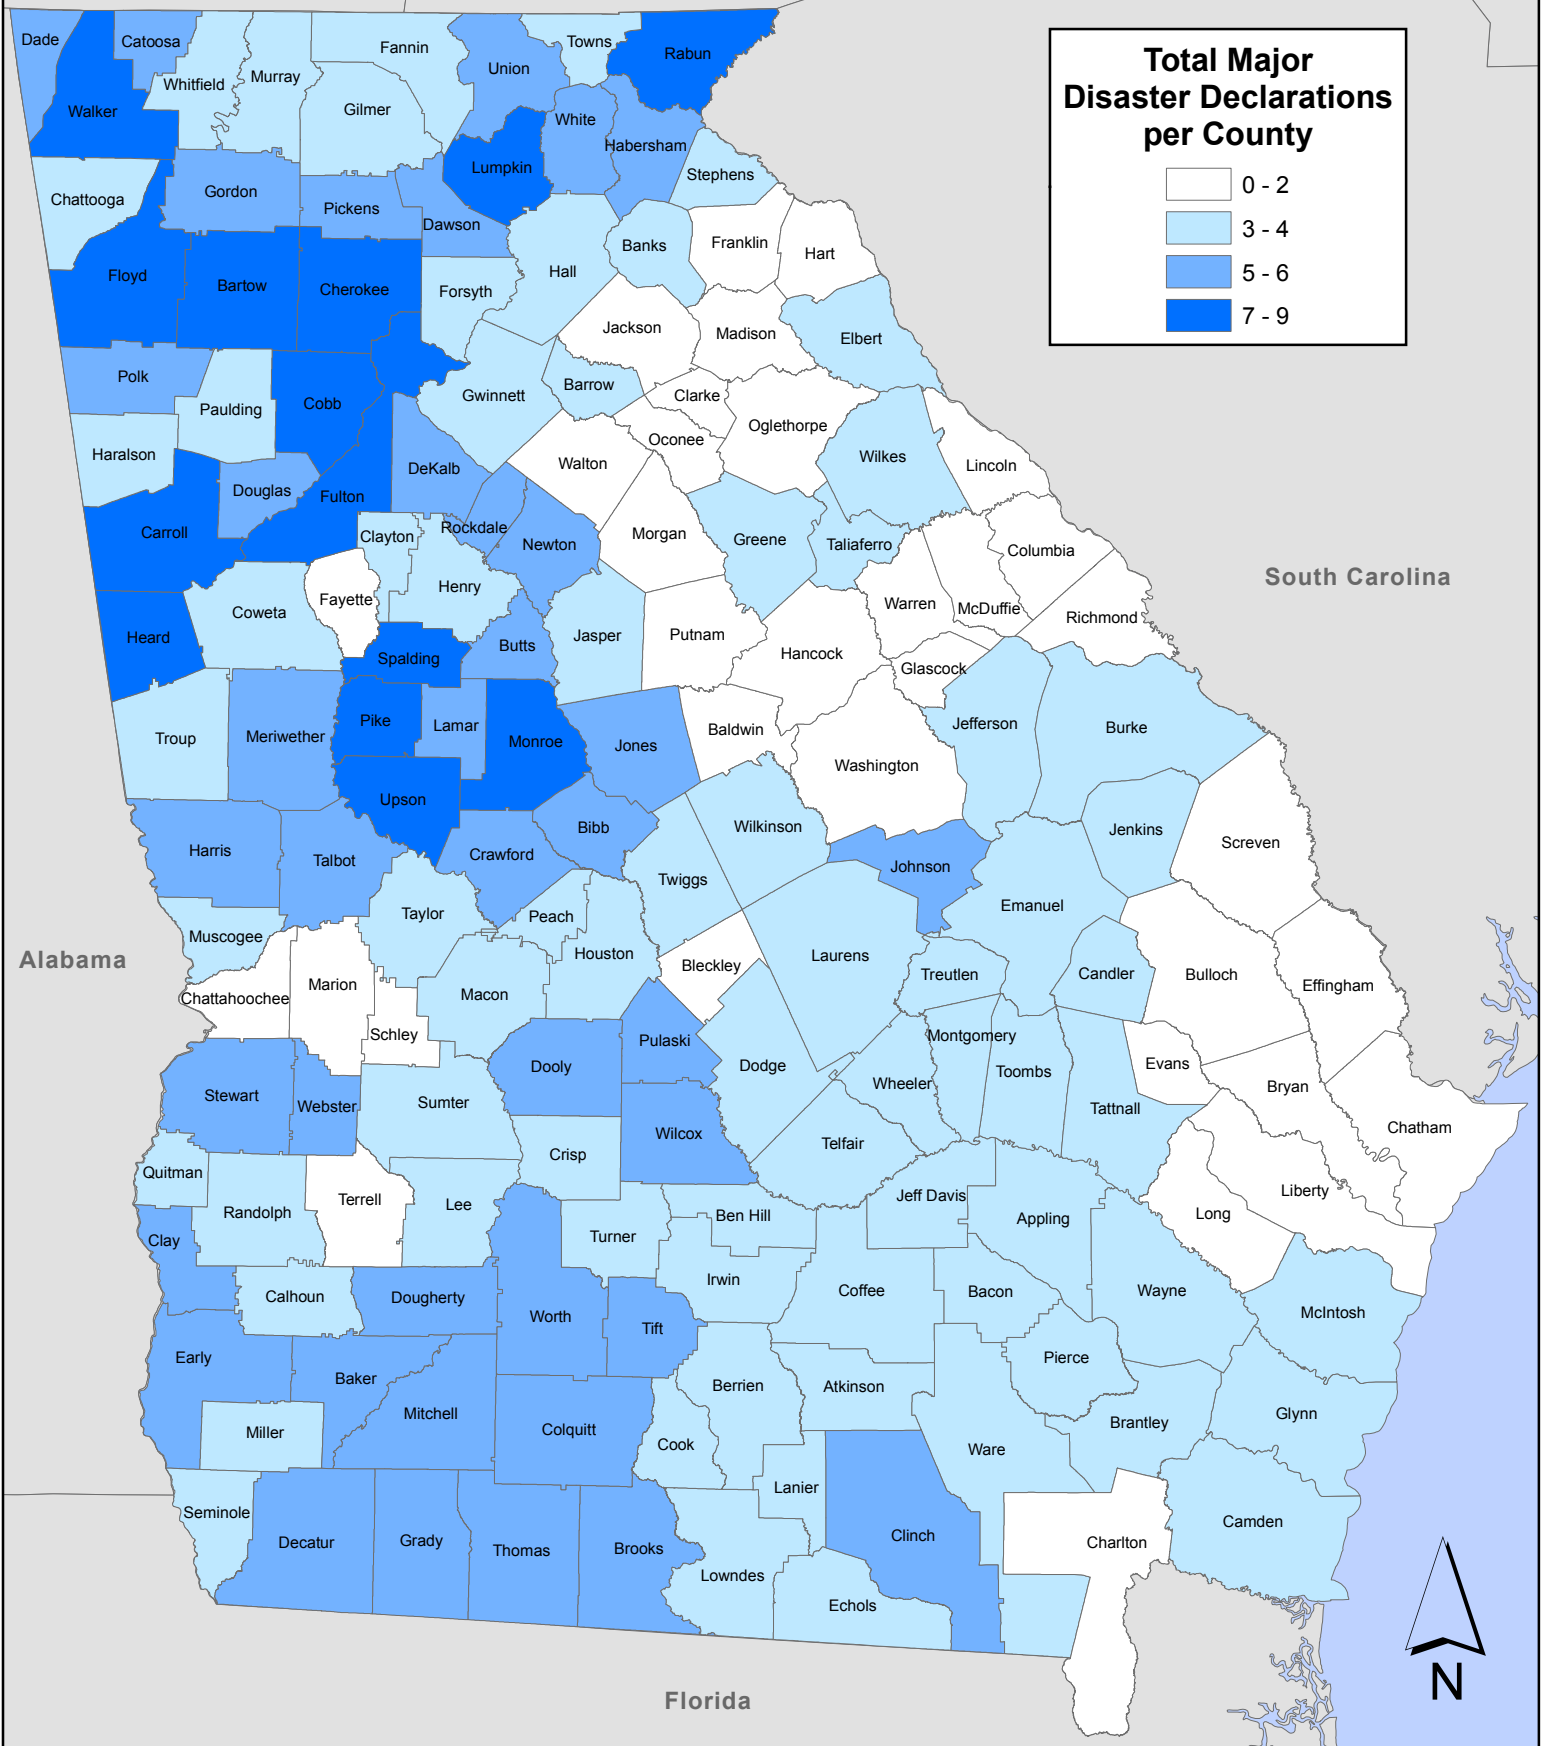 Total Major
Disaster Declarations
per County
0 - 2
3 - 4
5 - 6
7 - 9
Dade
Catoosa
Walker
Whitfield
Murray
Fannin
Gilmer
Union
Towns
Rabun
White
Habersham
Lumpkin
Stephens
Chattooga
Gordon
Pickens
Dawson
Hall
Banks
Franklin
Hart
Floyd
Bartow
Cherokee
Forsyth
Jackson
Madison
Elbert
Polk
Paulding
Cobb
Gwinnett
Barrow
Clarke
Oconee
Oglethorpe
Haralson
Douglas
Fulton
DeKalb
Walton
Wilkes
Lincoln
Carroll
Clayton
Rockdale
Newton
Morgan
Greene
Taliaferro
Columbia
South Carolina
Heard
Coweta
Fayette
Henry
Spalding
Butts
Jasper
Putnam
Hancock
Warren
McDuffie
Richmond
Glascock
Troup
Meriwether
Pike
Lamar
Monroe
Jones
Baldwin
Washington
Jefferson
Burke
Upson
Harris
Talbot
Crawford
Bibb
Twiggs
Wilkinson
Johnson
Jenkins
Screven
Emanuel
Alabama
Muscogee
Taylor
Peach
Houston
Bleckley
Laurens
Treutlen
Candler
Bulloch
Effingham
Chattahoochee
Marion
Schley
Macon
Dooly
Pulaski
Dodge
Montgomery
Wheeler
Toombs
Tattnall
Evans
Bryan
Chatham
Stewart
Webster
Sumter
Crisp
Wilcox
Telfair
Quitman
Randolph
Terrell
Lee
Turner
Ben Hill
Jeff Davis
Appling
Long
Liberty
Clay
Calhoun
Dougherty
Worth
Tift
Irwin
Coffee
Bacon
Wayne
McIntosh
Early
Baker
Mitchell
Miller
Colquitt
Berrien
Cook
Atkinson
Pierce
Ware
Brantley
Glynn
Seminole
Decatur
Grady
Thomas
Brooks
Lanier
Lowndes
Echols
Clinch
Charlton
Camden
Florida
N